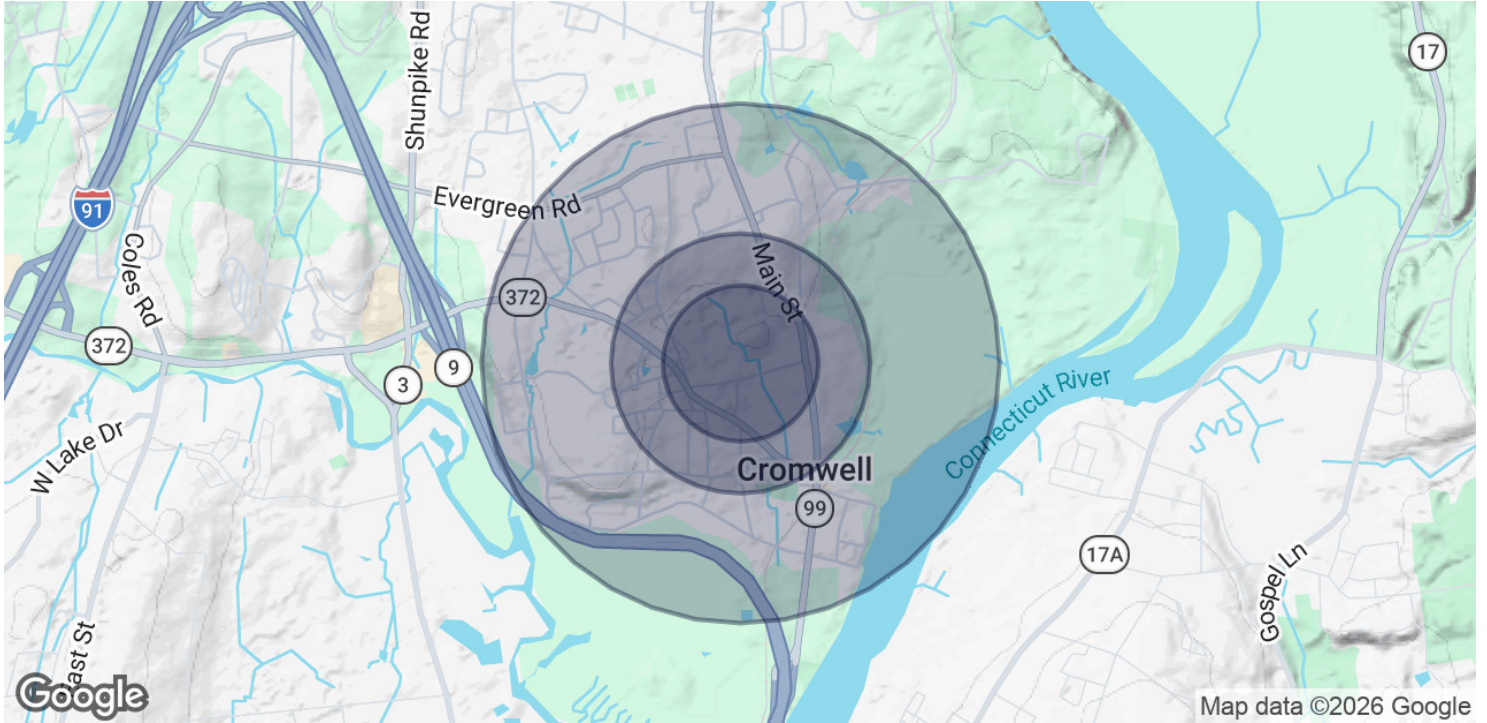 17
Shunpike Rd
Evergreen Rd
91
Coles Rd
Main St
372
372
9
3
Connecticut River
W Lake Dr
Cromwell
99
17A
Gospel Ln
East St
Google
Map data ©2026 Google